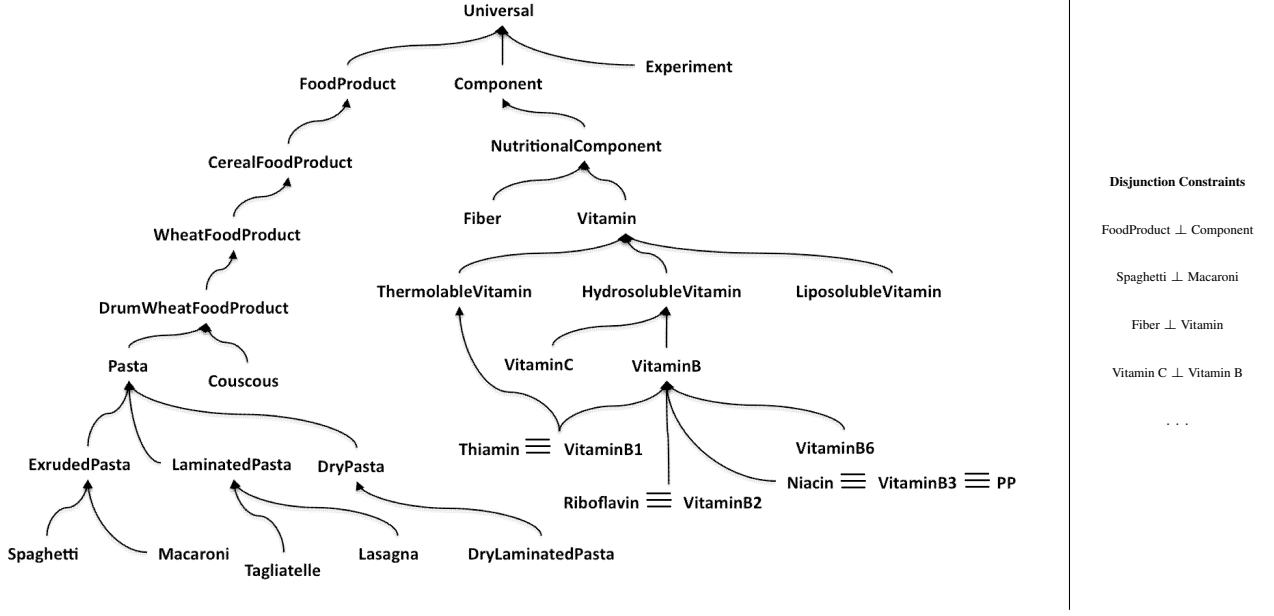 Universal
Experiment
FoodProduct
Component
NutritionalComponent
CerealFoodProduct
Fiber
Vitamin
WheatFoodProduct
ThermolableVitamin
HydrosolubleVitamin
LiposolubleVitamin
DrumWheatFoodProduct
VitaminC
VitaminB
Pasta
Couscous
Thiamin ≡ VitaminB1
VitaminB6
ExrudedPasta
LaminatedPasta
DryPasta
Niacin ≡ VitaminB3 ≡ PP
Riboflavin ≡ VitaminB2
Spaghetti
Macaroni
Tagliatelle
Lasagna
DryLaminatedPasta
Disjunction Constraints
FoodProduct ⊥ Component
Spaghetti ⊥ Macaroni
Fiber ⊥ Vitamin
Vitamin C ⊥ Vitamin B
. . .